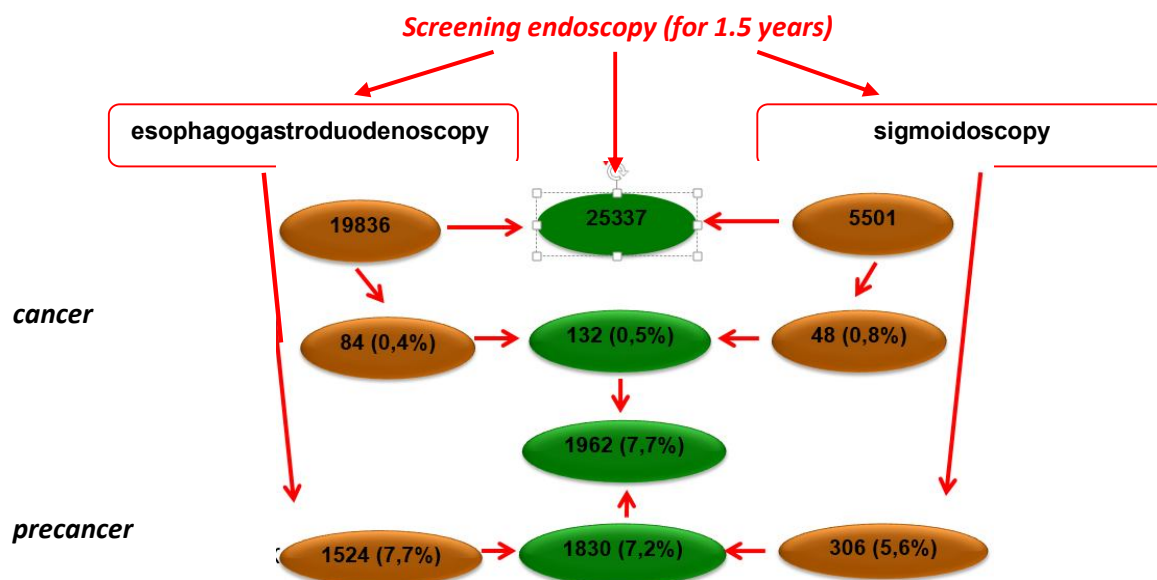 Screening endoscopy (for 1.5 years)
esophagogastroduodenoscopy
sigmoidoscopy
19836
25337
5501
cancer
84 (0,4%)
132 (0,5%)
48 (0,8%)
1962 (7,7%)
precancer
1524 (7,7%)
1830 (7,2%)
306 (5,6%)